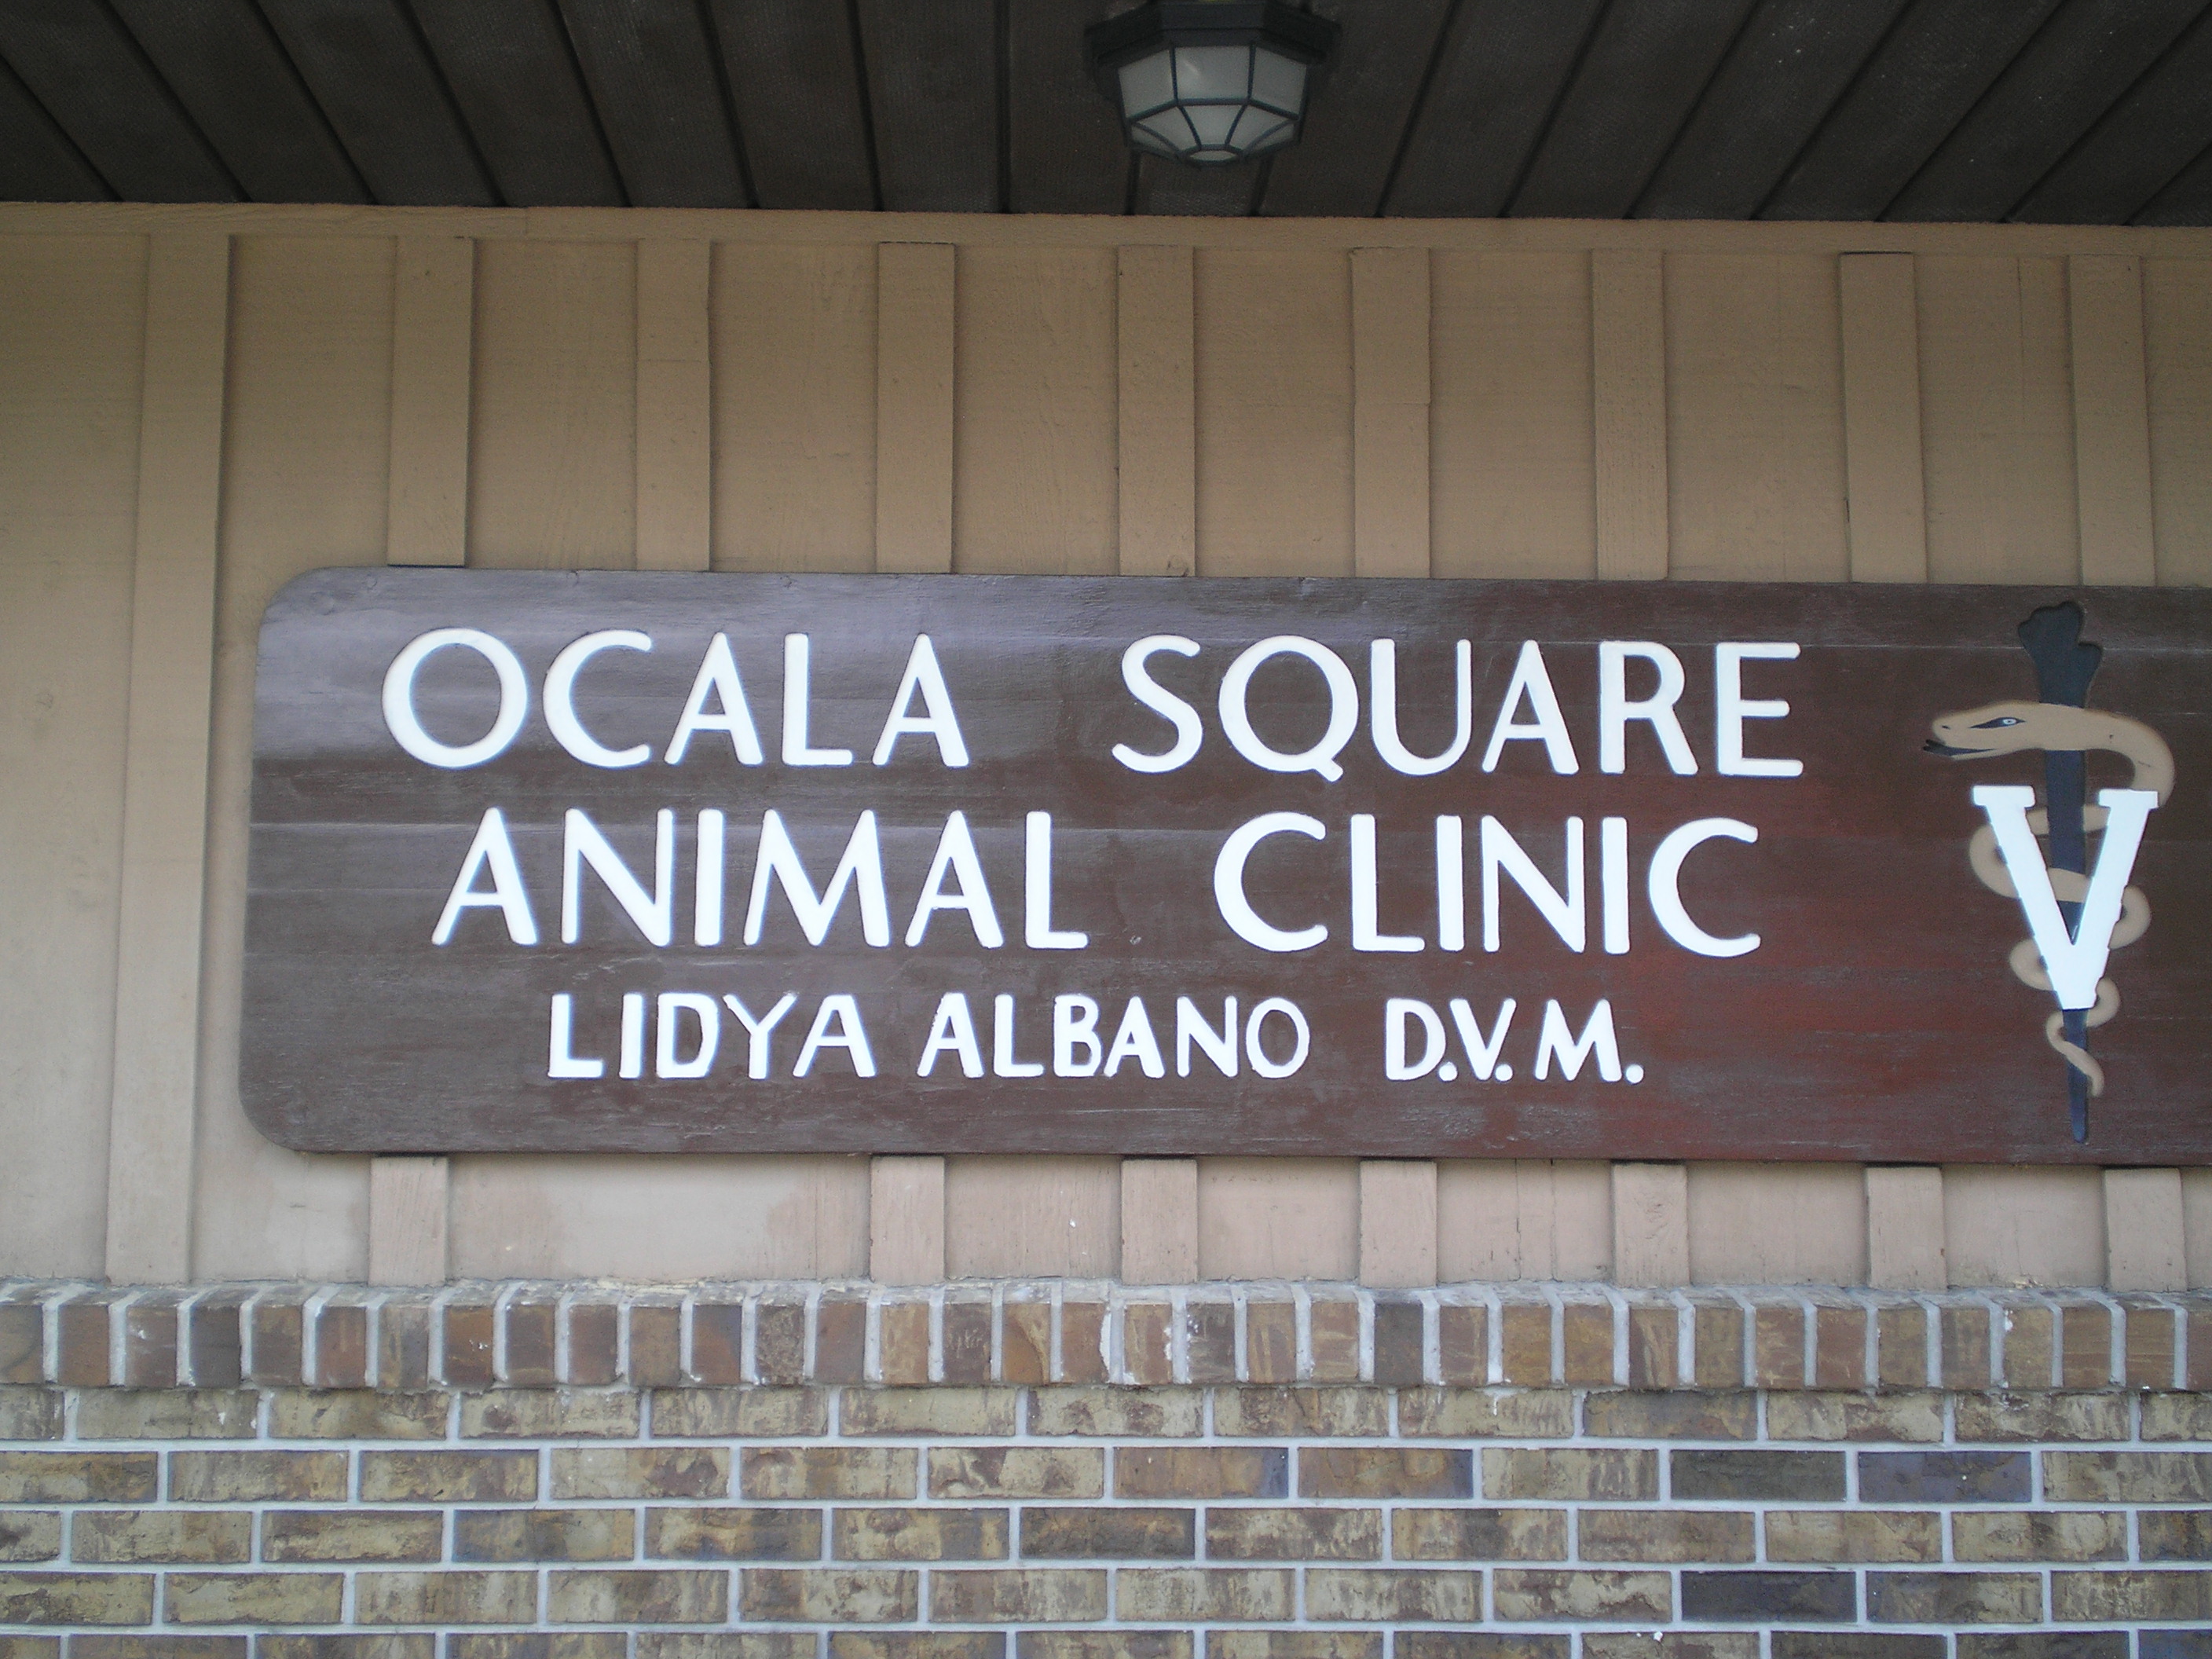 OCALA SQUARE
ANIMAL CLINIC
LIDYA ALBANO D.V.M.
V